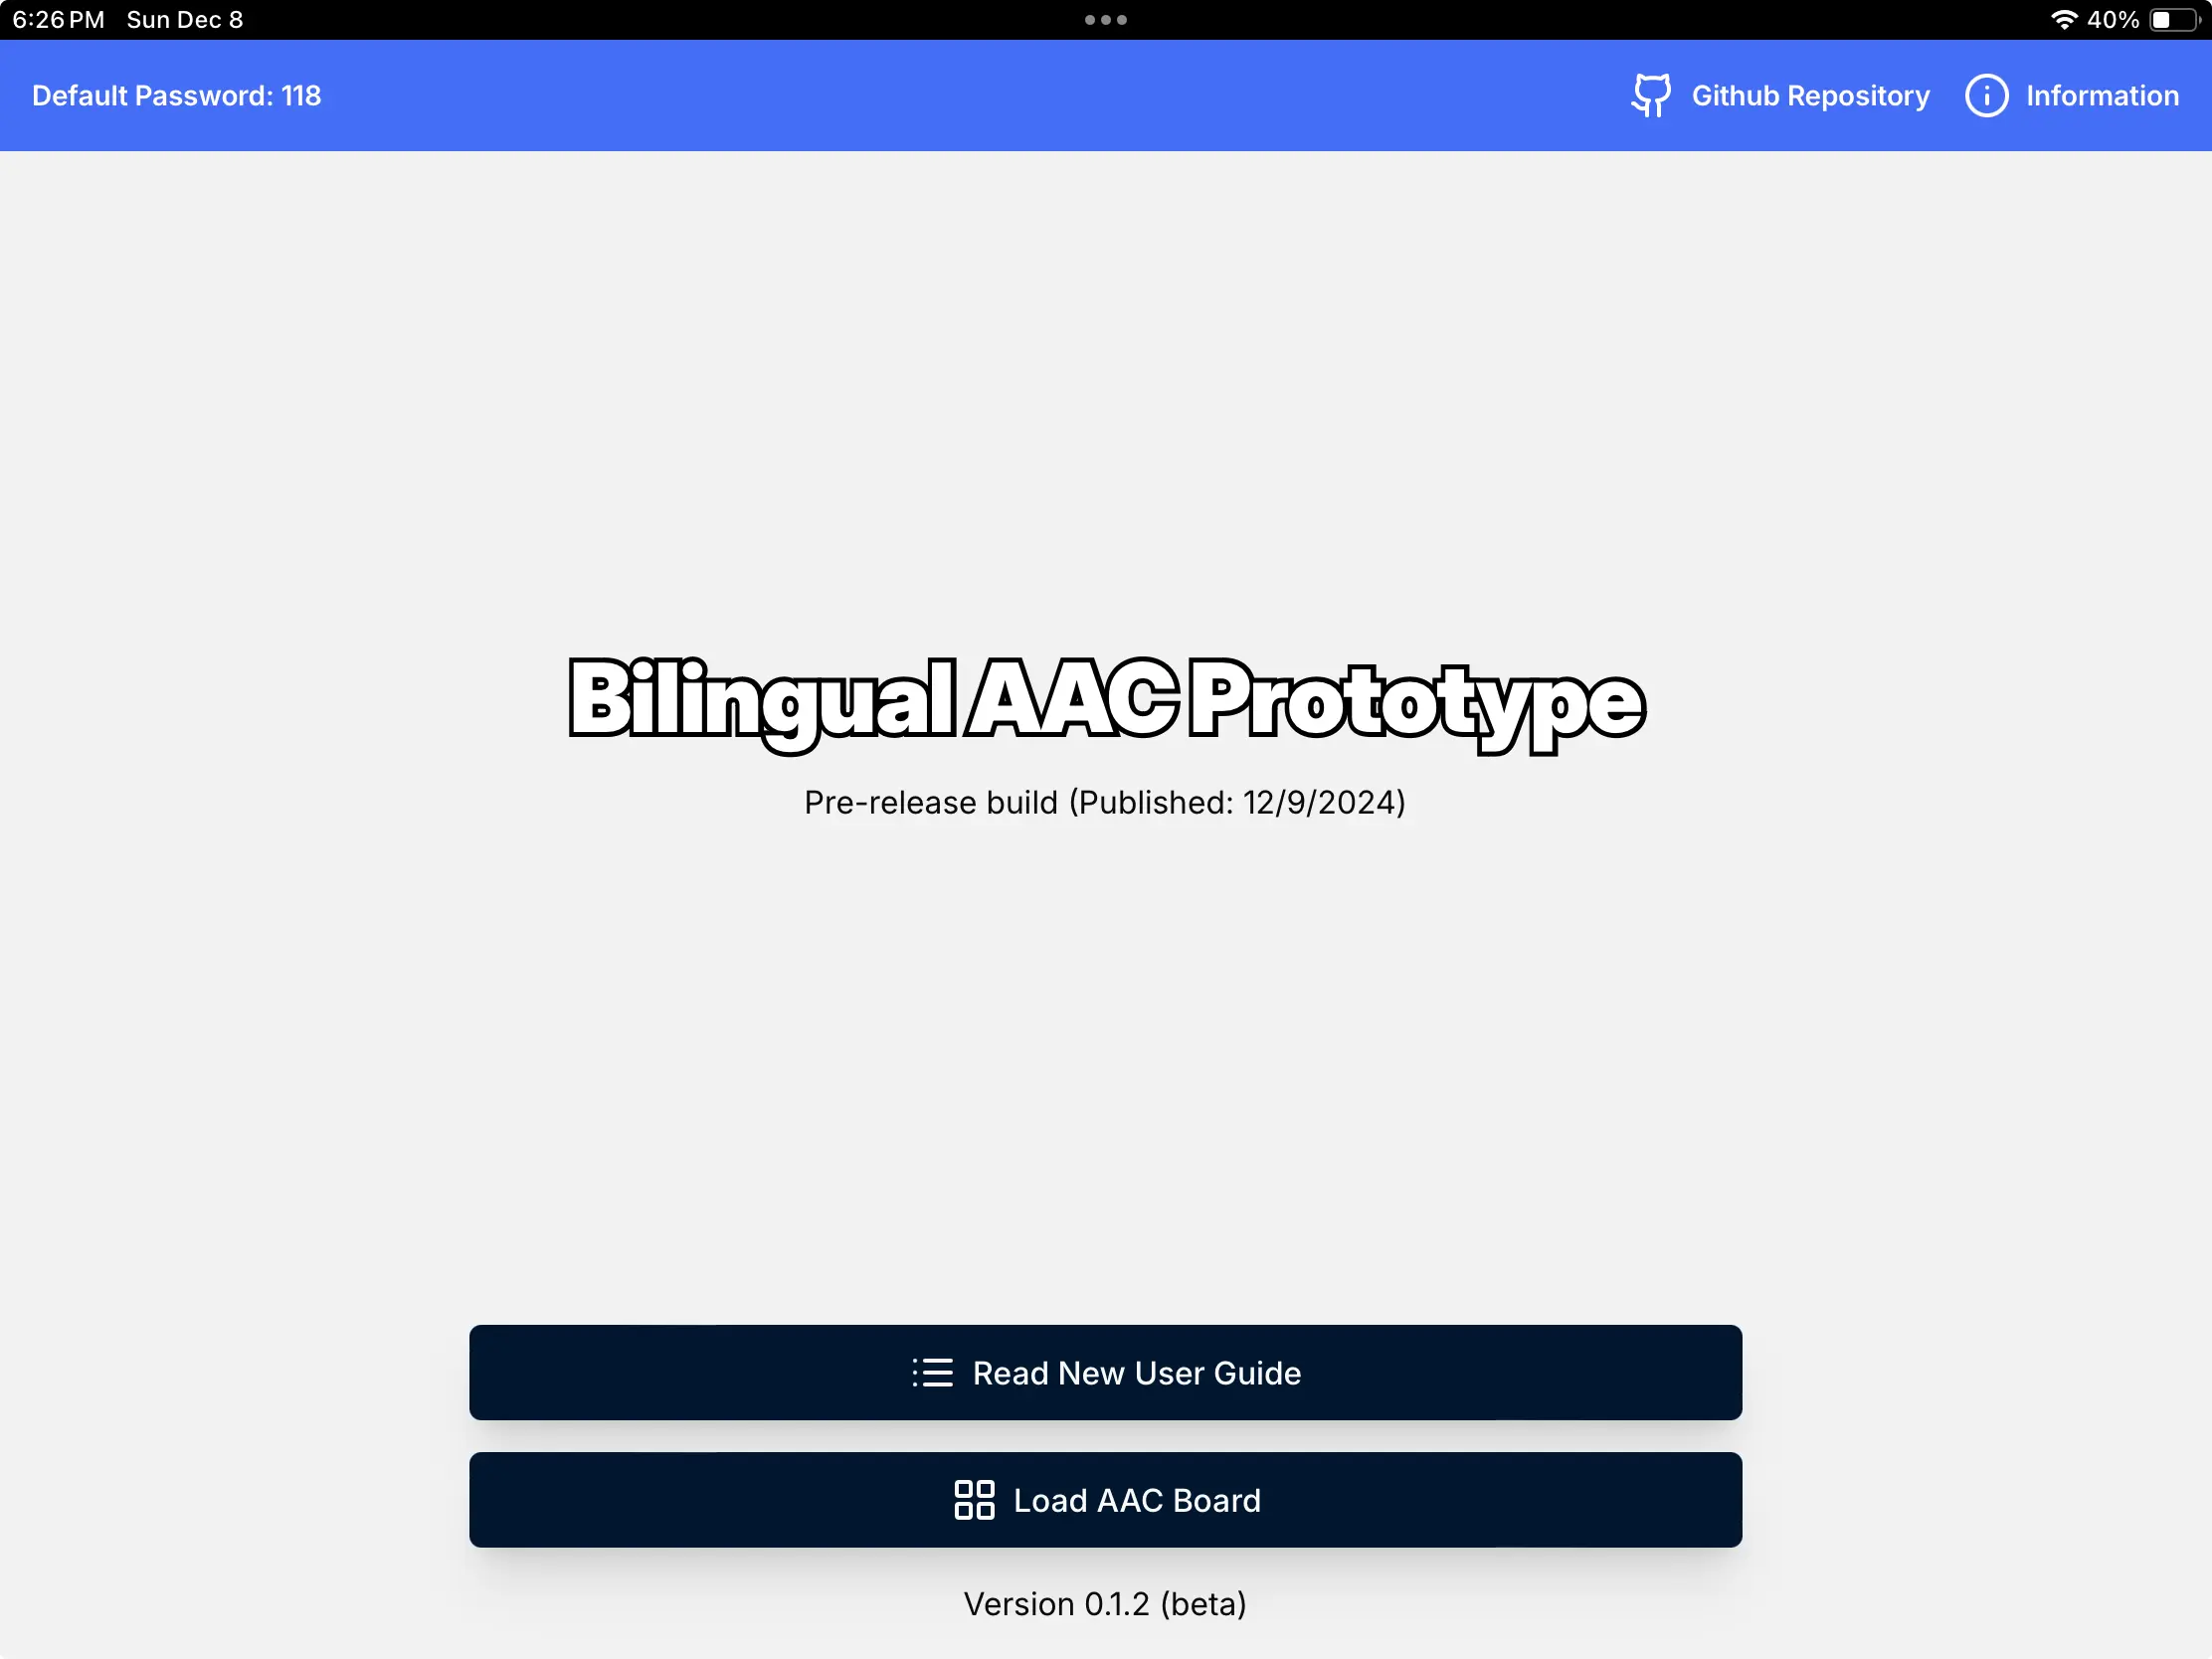 6:26 PM Sun Dec 8 40%
Default Password: 118 Github Repository Information
Bilingual AAC Prototype
Pre-release build (Published: 12/9/2024)
Read New User Guide
Load AAC Board
Version 0.1.2 (beta)